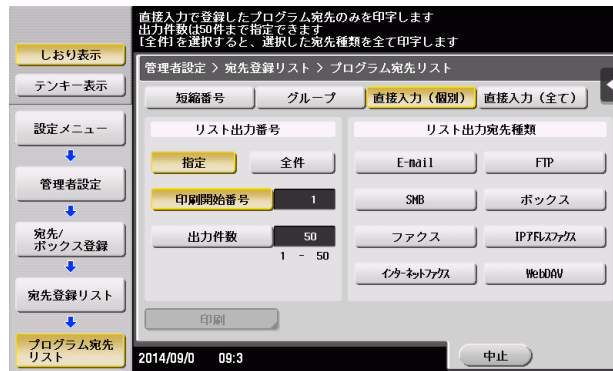 直接入力で登録したプログラム宛先のみを印字します
出力件数は50件まで指定できます
[全件]を選択すると、選択した宛先種類を全て印字します
しおり表示
テンキー表示
設定メニュー
管理者設定
宛先/
ボックス登録
宛先登録リスト
プログラム宛先
リスト
管理者設定 > 宛先登録リスト > プログラム宛先リスト
短縮番号
グループ
直接入力（個別）
直接入力（全て）
リスト出力番号
指定
全件
印刷開始番号
1
出力件数
50
1 - 50
リスト出力宛先種類
E-mail
FTP
SMB
ボックス
ファクス
IPアドレスファクス
インターネットファクス
WebDAV
印刷
2014/09/0 09:3
中止